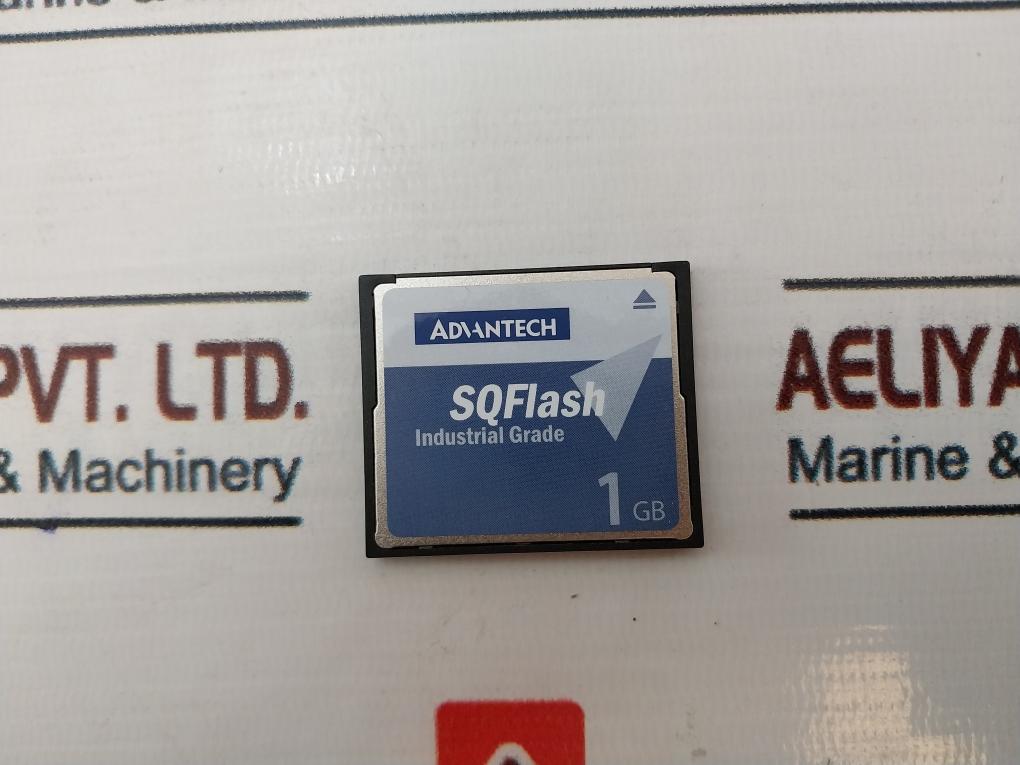 PVT. LTD.
& Machinery
ADVANTECH
SQFlash
Industrial Grade
1 GB
AELIYA
Marine &